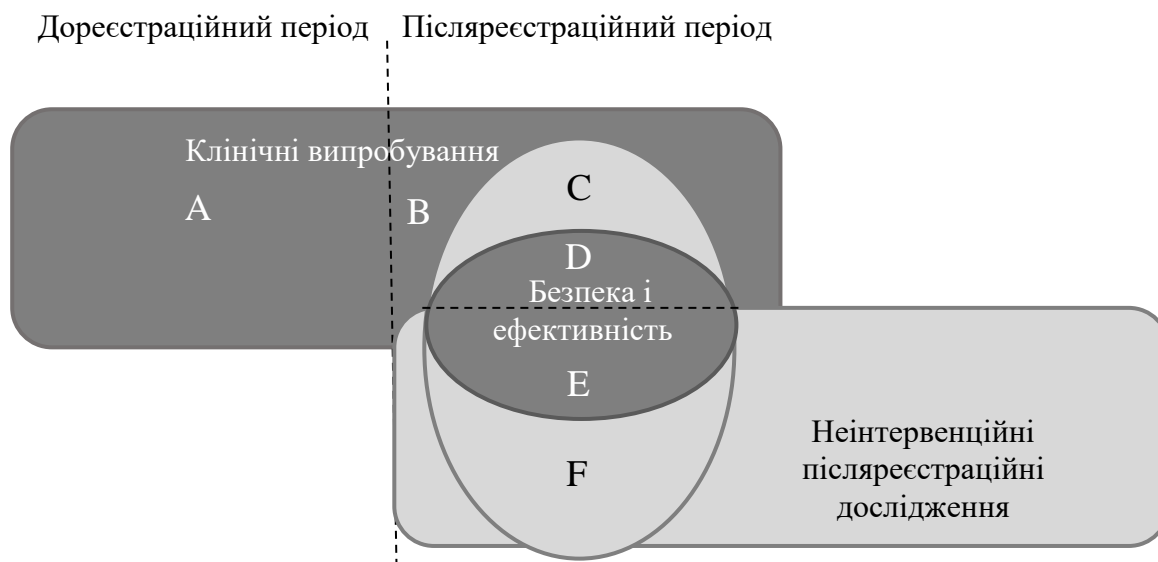 Дореєстраційний період
Післяреєстраційний період
Клінічні випробування
A
B
C
D
Безпека і
ефективність
E
F
Неінтервенційні
післяреєстраційні
дослідження